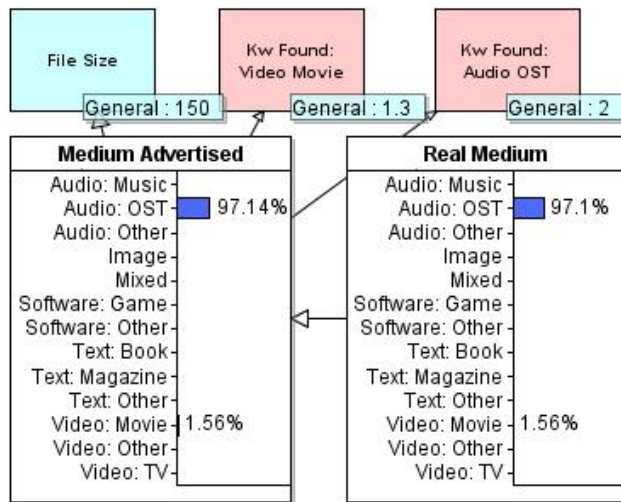 File Size
Kw Found:
Video Movie
Kw Found:
Audio OST
General : 150
General : 1.3
General : 2
Medium Advertised
Audio: Music
Audio: OST 97.14%
Audio: Other
Image
Mixed
Software: Game
Software: Other
Text: Book
Text: Magazine
Text: Other
Video: Movie 1.56%
Video: Other
Video: TV
Real Medium
Audio: Music
Audio: OST 97.1%
Audio: Other
Image
Mixed
Software: Game
Software: Other
Text: Book
Text: Magazine
Text: Other
Video: Movie 1.56%
Video: Other
Video: TV